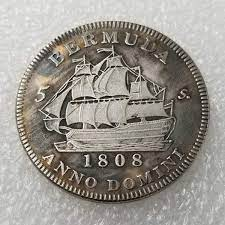 BERMUDA
5 S.
1808
ANNO DOMINI